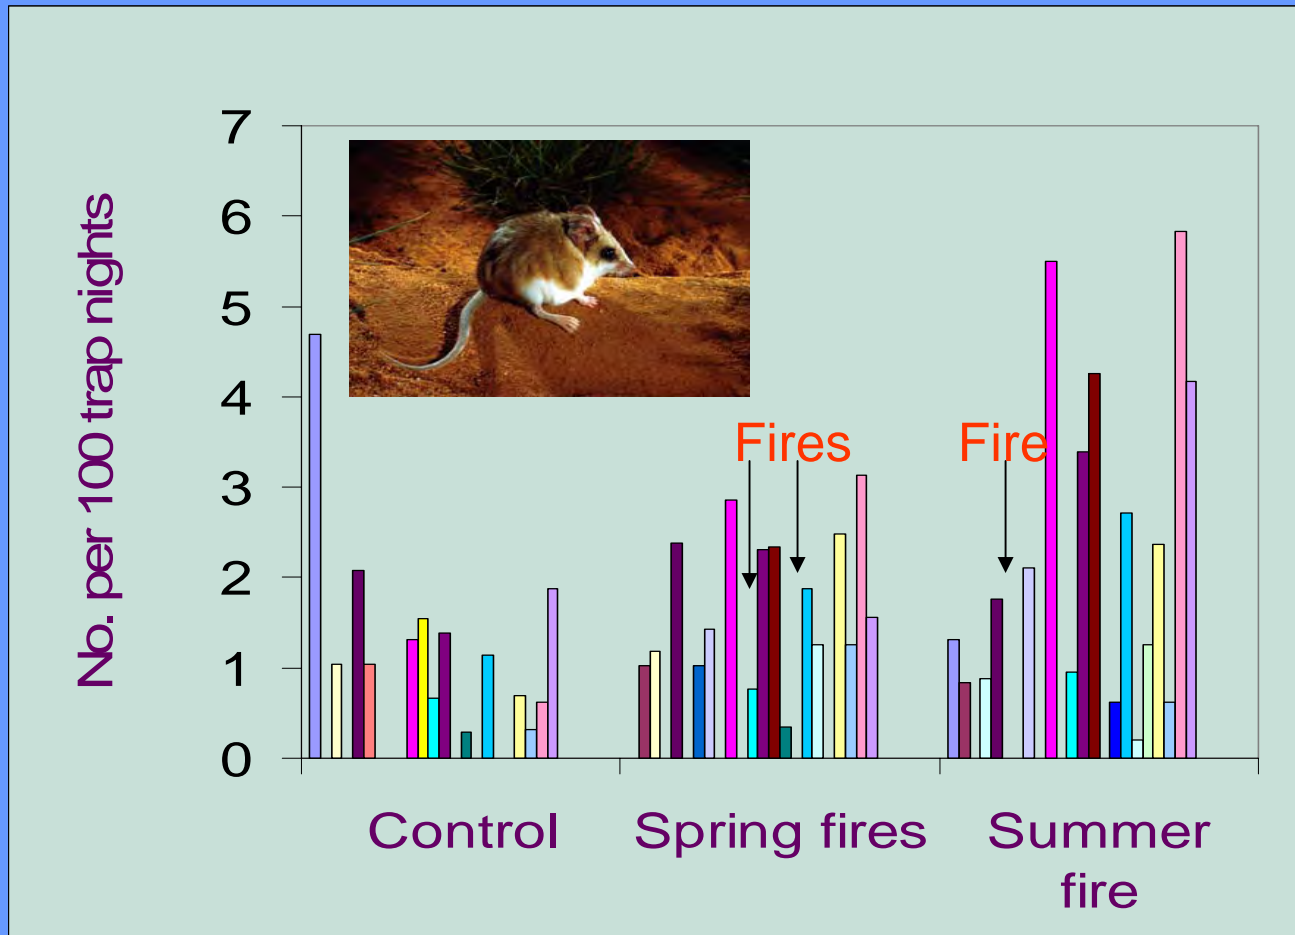 No. per 100 trap nights
7
6
5
4
3
2
1
0
Fires
Fire
Control
Spring fires
Summer
fire